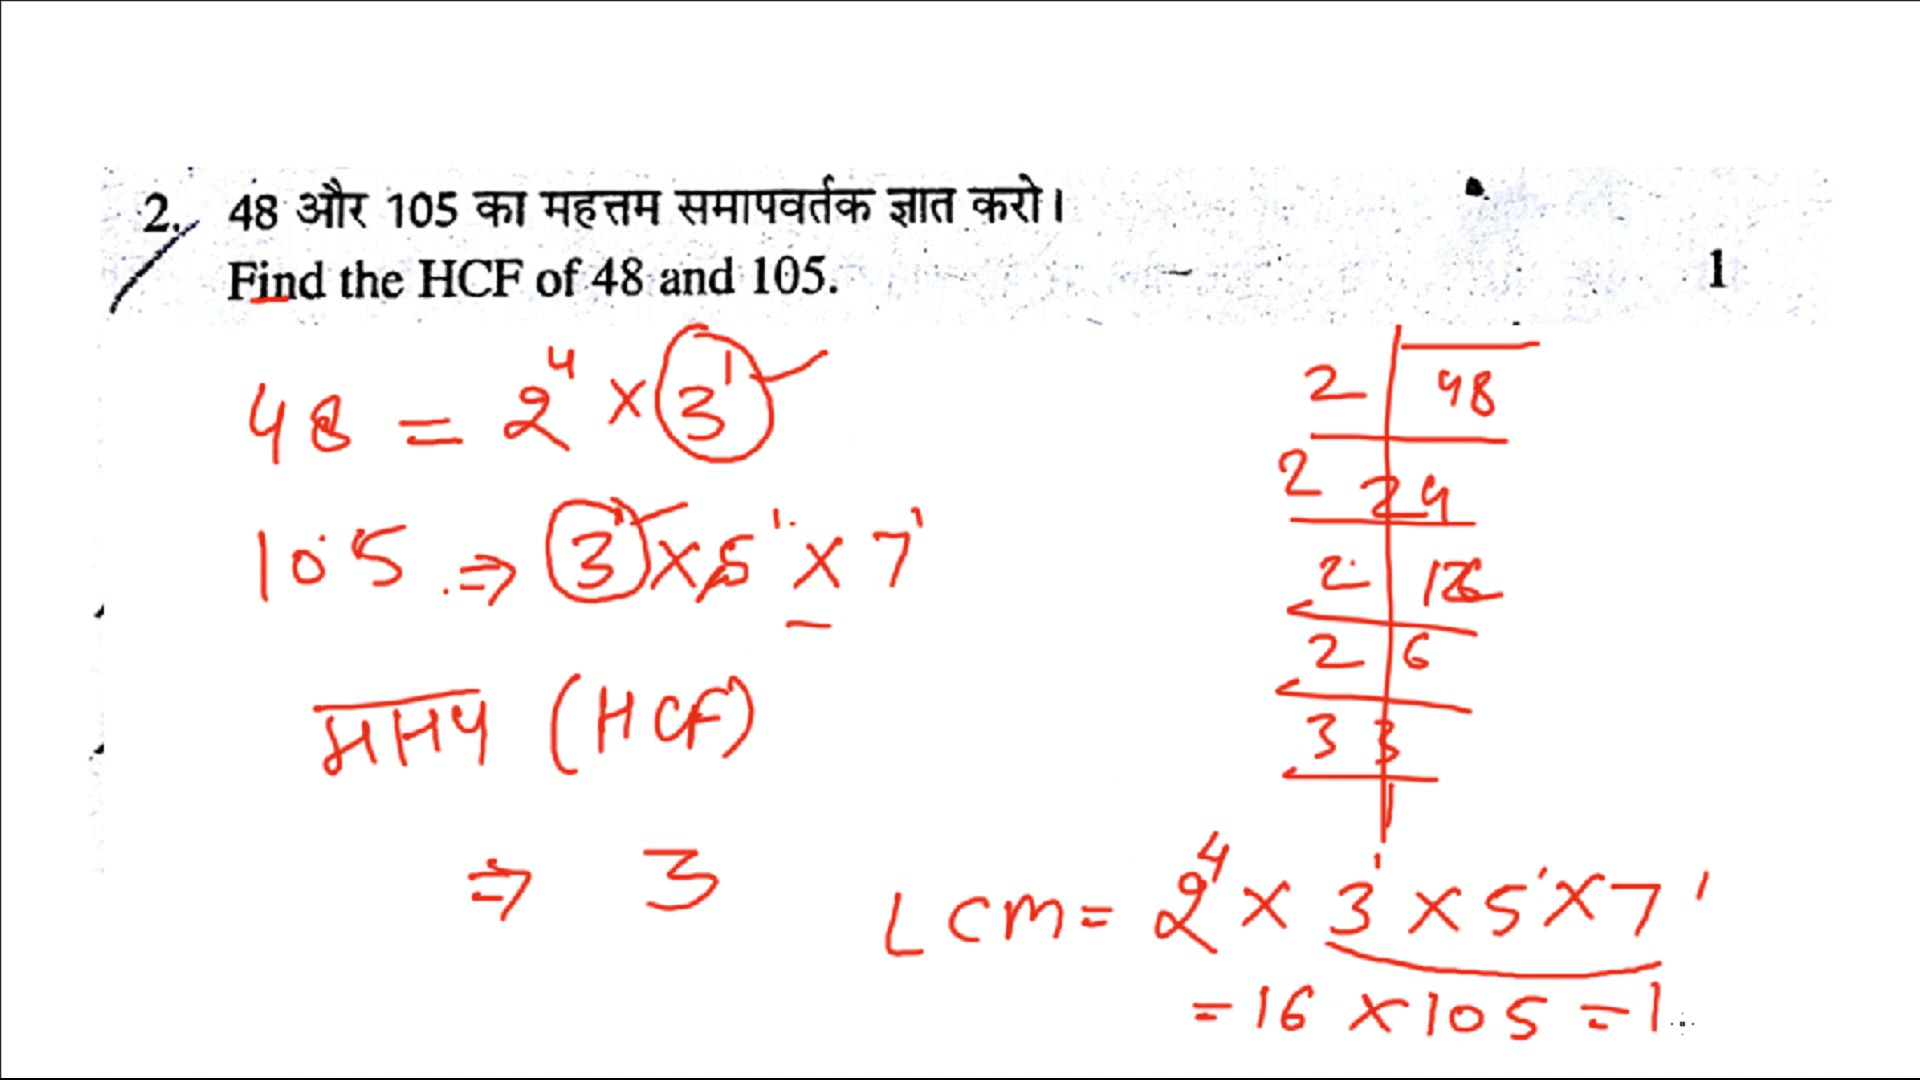 2. 48 और 105 का महत्तम समापवर्तक ज्ञात करो।
Find the HCF of 48 and 105. 1
48 = 2⁴ × 3¹
105 ⇒ 3¹ × 5¹ × 7¹
मसप (HCF)
⇒ 3
2 | 48
2 | 24
2 | 12
2 | 6
3 | 3
1
LCM = 2⁴ × 3¹ × 5¹ × 7¹
= 16 × 105 = 1